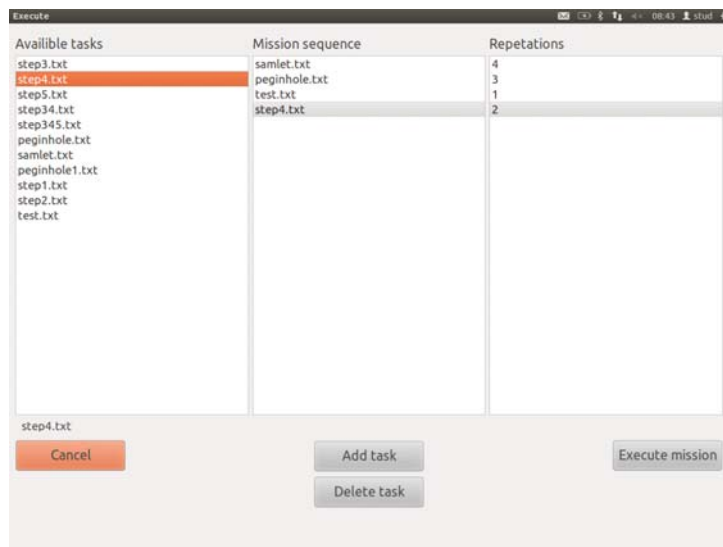 Execute
08:43 stud
Availible tasks
step3.txt
step4.txt
step5.txt
step34.txt
step345.txt
peginhole.txt
samlet.txt
peginhole1.txt
step1.txt
step2.txt
test.txt
Mission sequence
samlet.txt
peginhole.txt
test.txt
step4.txt
Repetations
4
3
1
2
step4.txt
Cancel
Add task
Execute mission
Delete task